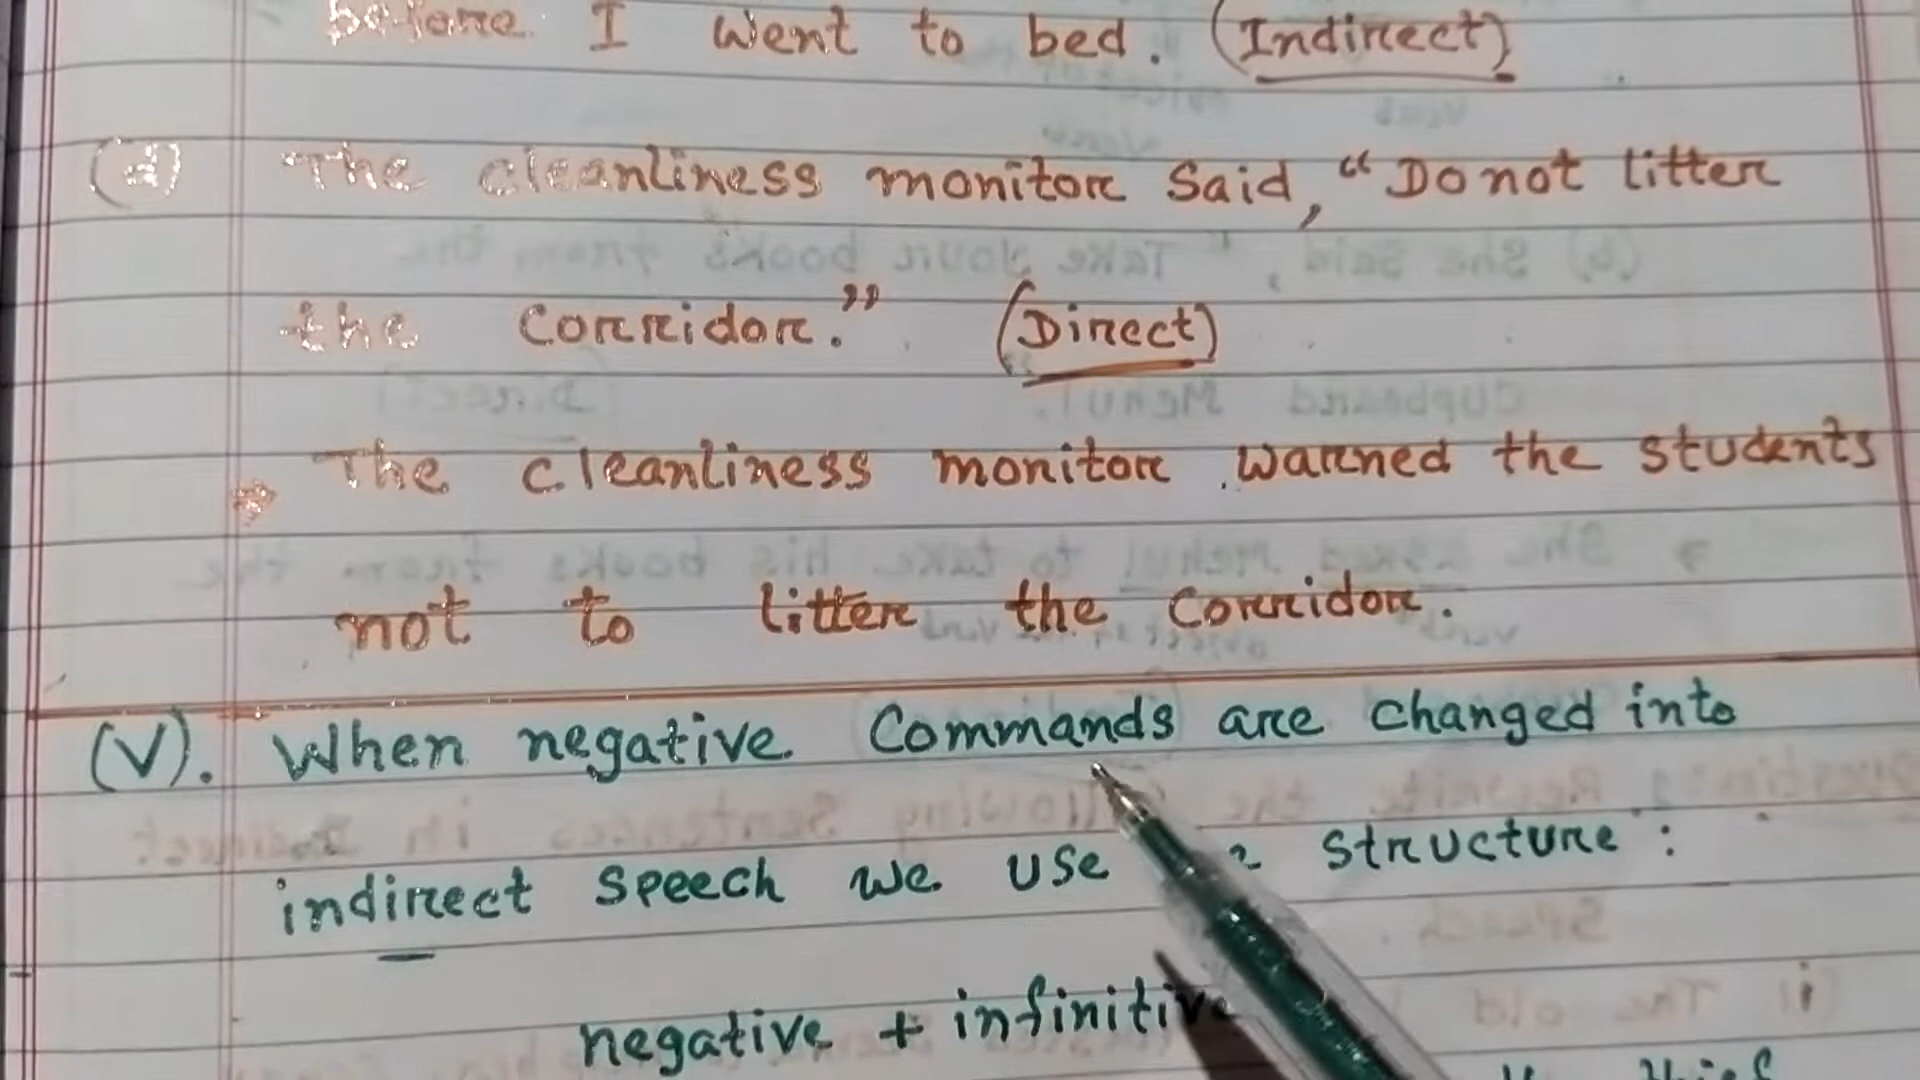 before I went to bed. (Indirect)
(d) The cleanliness monitor said, “Do not litter
the corridor.” (Direct)
⇒ The cleanliness monitor warned the students
not to litter the corridor.
(V). When negative commands are changed into
indirect speech we use structure :
negative + infinitive